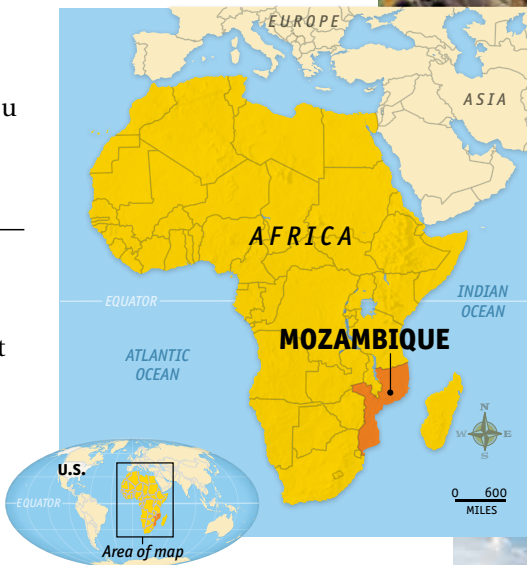 EUROPE
ASIA
u
AFRICA
EQUATOR
INDIAN
OCEAN
MOZAMBIQUE
t
ATLANTIC
OCEAN
N
W E
S
U.S.
EQUATOR
0 600
MILES
Area of map